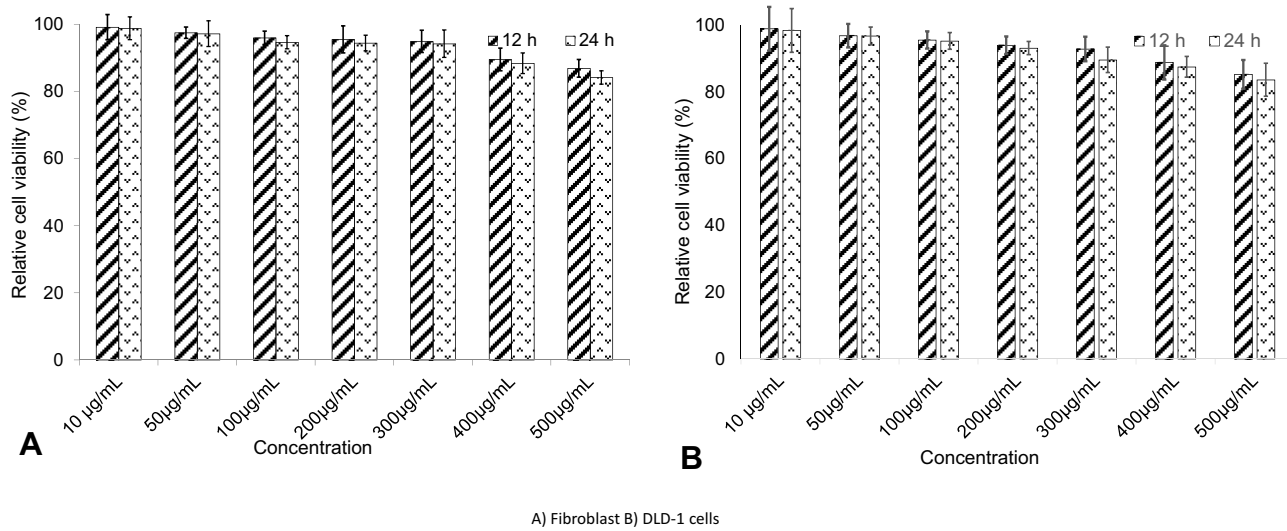 100
80
60
40
20
0
Relative cell viability (%)
12 h 24 h
10 µg/mL
50µg/mL
100µg/mL
200µg/mL
300µg/mL
400µg/mL
500µg/mL
Concentration
A
100
80
60
40
20
0
Relative cell viability (%)
12 h 24 h
10 µg/mL
50µg/mL
100µg/mL
200µg/mL
300µg/mL
400µg/mL
500µg/mL
Concentration
B
A) Fibroblast B) DLD-1 cells